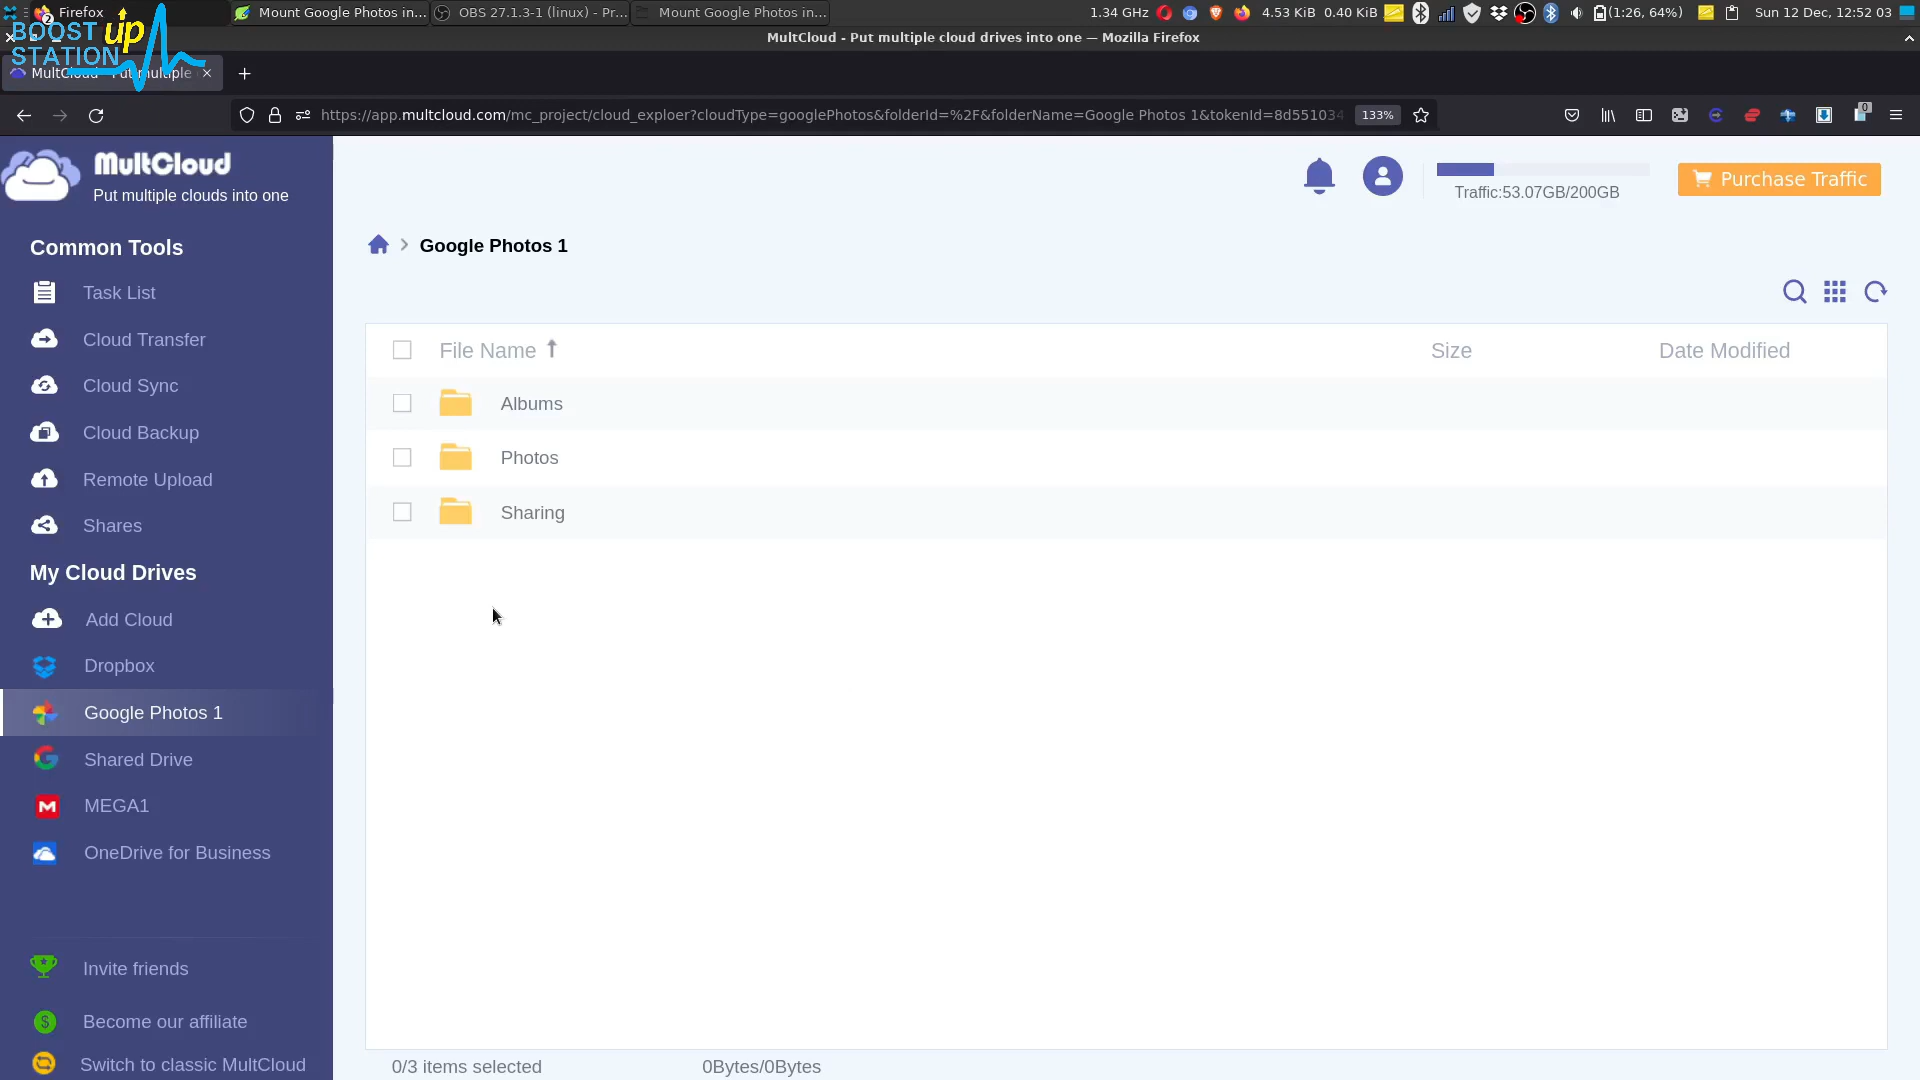 Firefox
2
Mount Google Photos in...
OBS 27.1.3-1 (linux) - Pr...
Mount Google Photos in...
1.34 GHz
4.53 KiB 0.40 KiB
(1:26, 64%)
Sun 12 Dec, 12:52 03
BOOST up
STATION
MultCloud - Put multiple cloud drives into one — Mozilla Firefox
MultCloud - Put multiple
https://app.multcloud.com/mc_project/cloud_exploer?cloudType=googlePhotos&folderId=%2F&folderName=Google Photos 1&tokenId=8d551034
133%
0
MultCloud
Put multiple clouds into one
Traffic:53.07GB/200GB
Purchase Traffic
Common Tools
Task List
Cloud Transfer
Cloud Sync
Cloud Backup
Remote Upload
Shares
My Cloud Drives
Add Cloud
Dropbox
Google Photos 1
Shared Drive
MEGA1
OneDrive for Business
Invite friends
Become our affiliate
Switch to classic MultCloud
Google Photos 1
File Name
Size
Date Modified
Albums
Photos
Sharing
0/3 items selected
0Bytes/0Bytes